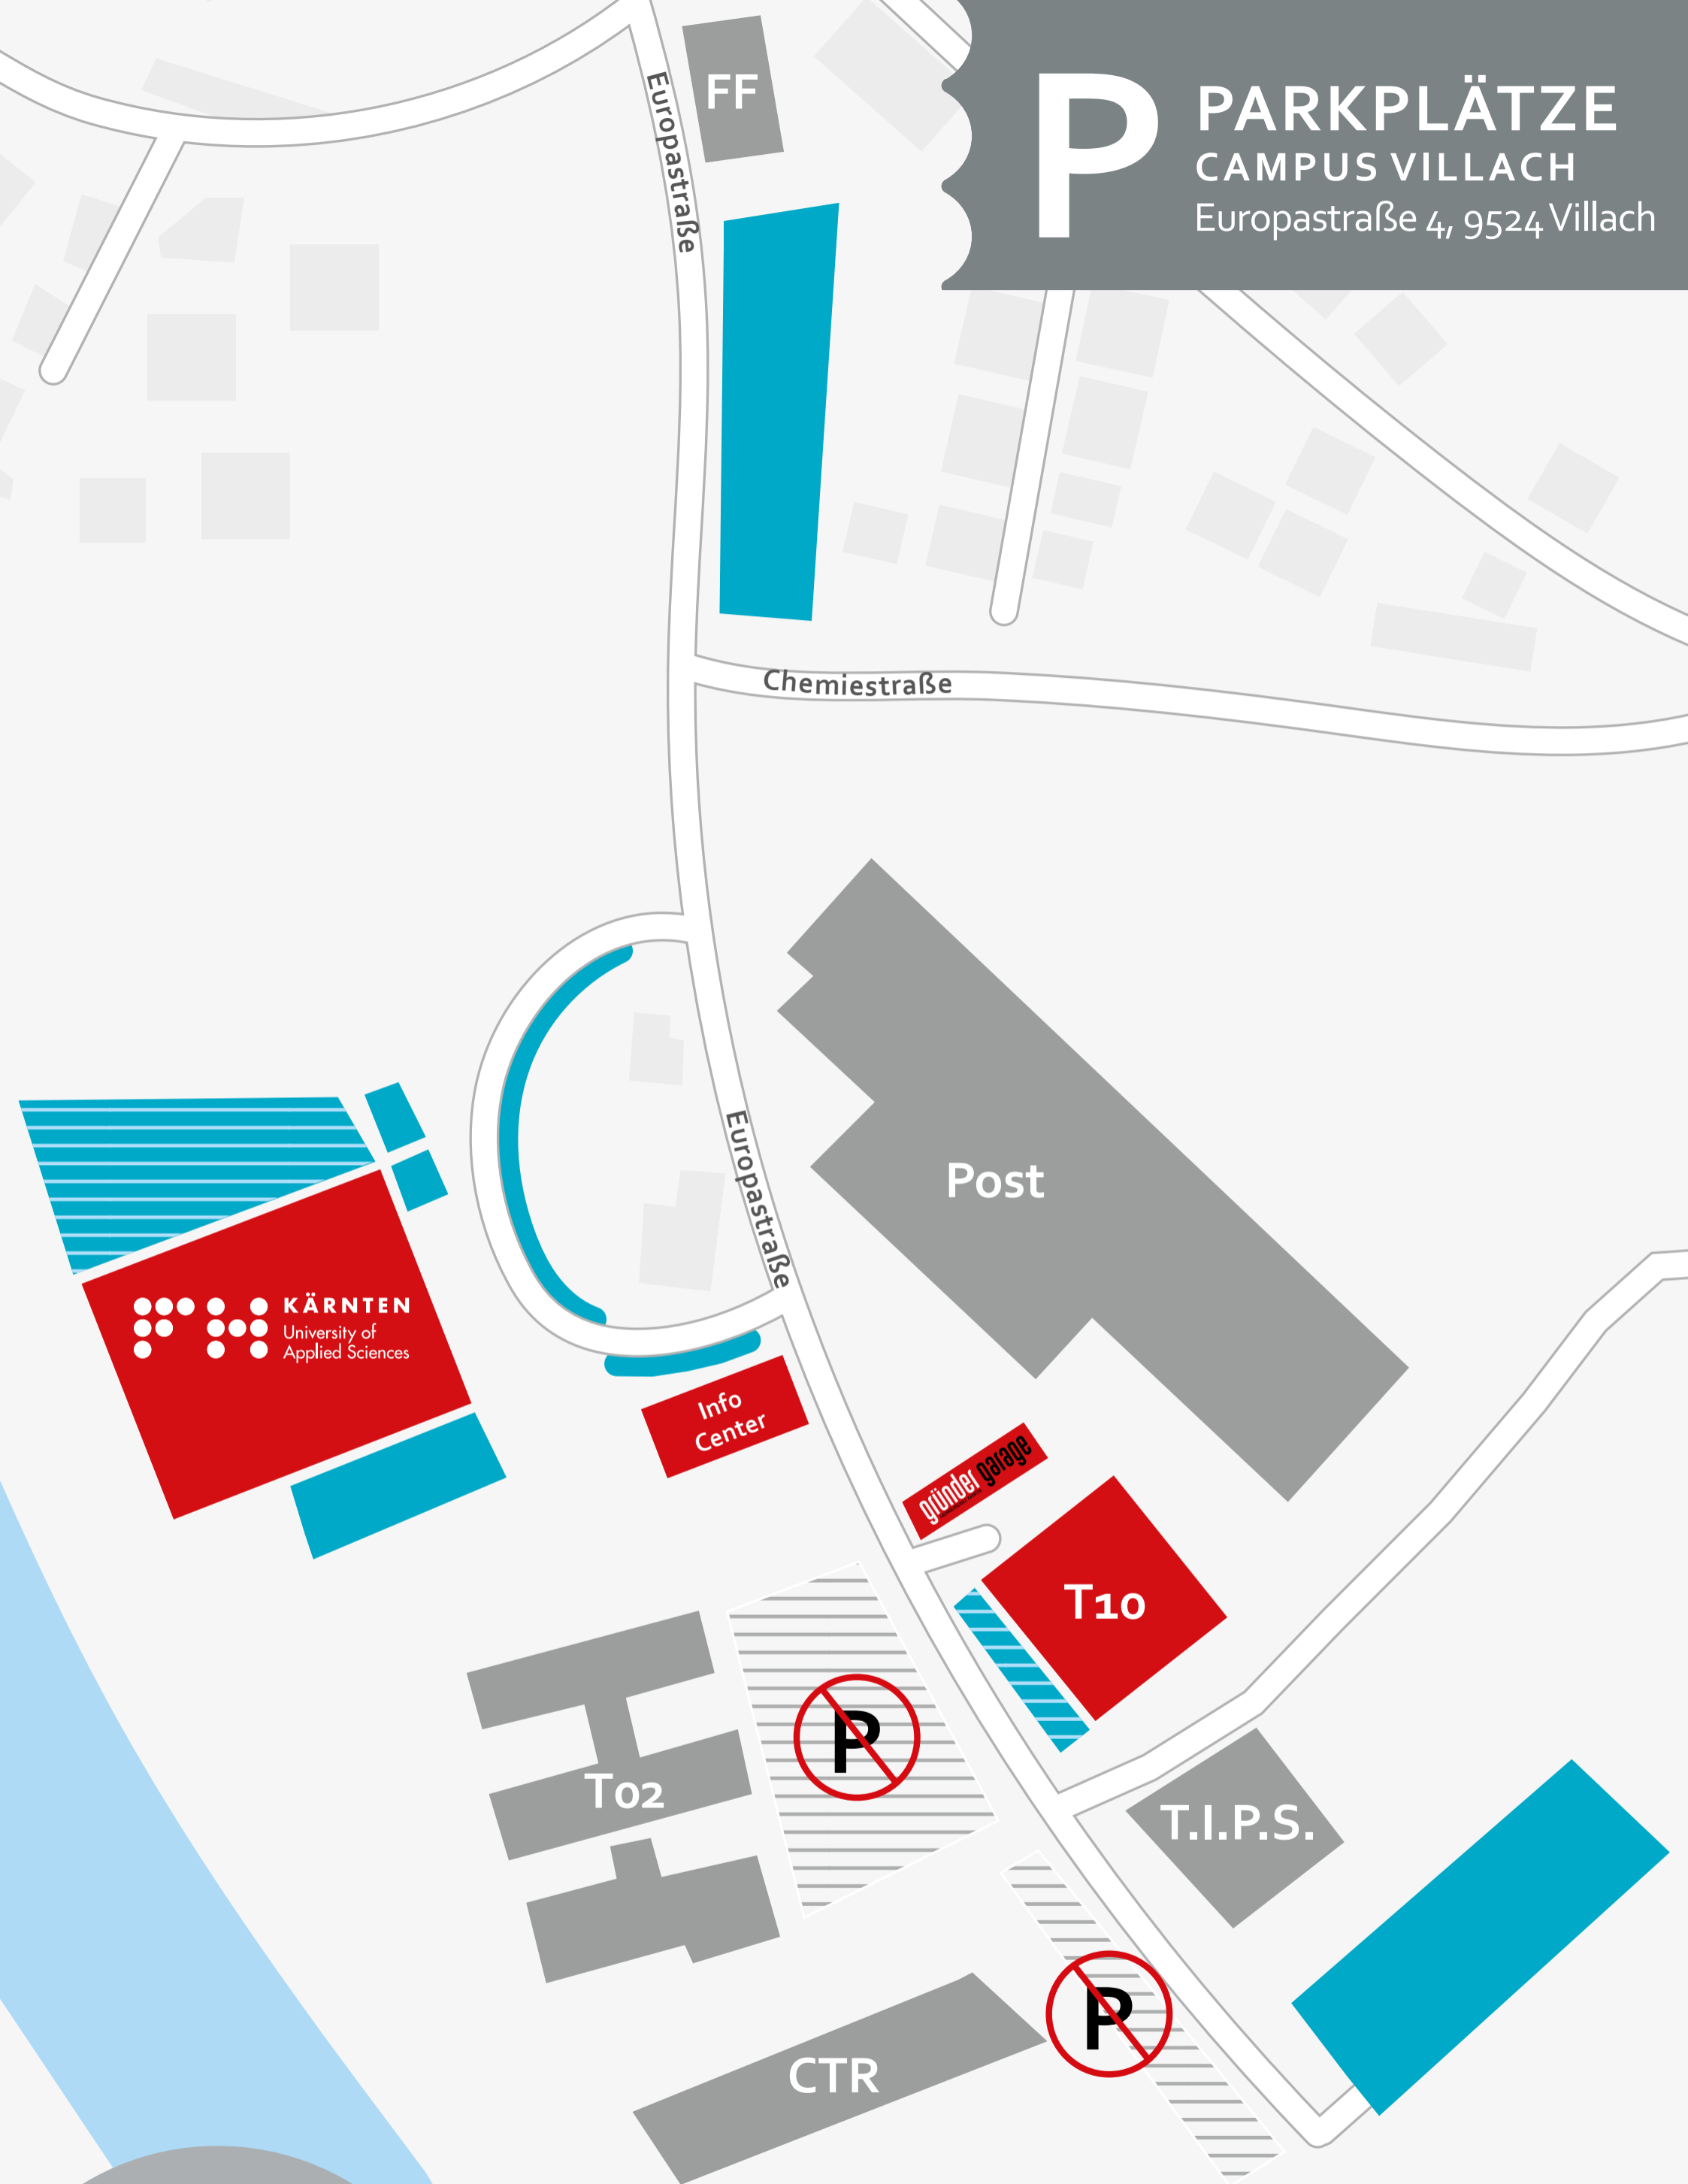 P
PARKPLÄTZE
CAMPUS VILLACH
Europastraße 4, 9524 Villach
FF
Europastraße
Chemiestraße
Europastraße
Post
FH
KÄRNTEN
University of
Applied Sciences
Info
Center
gründer garage
T10
P
T02
T.I.P.S.
P
CTR